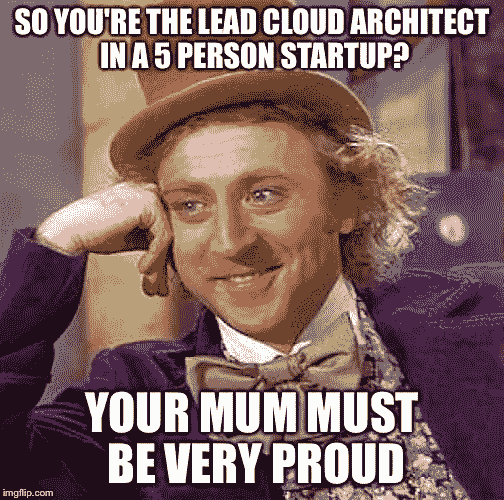 SO YOU'RE THE LEAD CLOUD ARCHITECT
IN A 5 PERSON STARTUP?
YOUR MUM MUST
BE VERY PROUD
imgflip.com